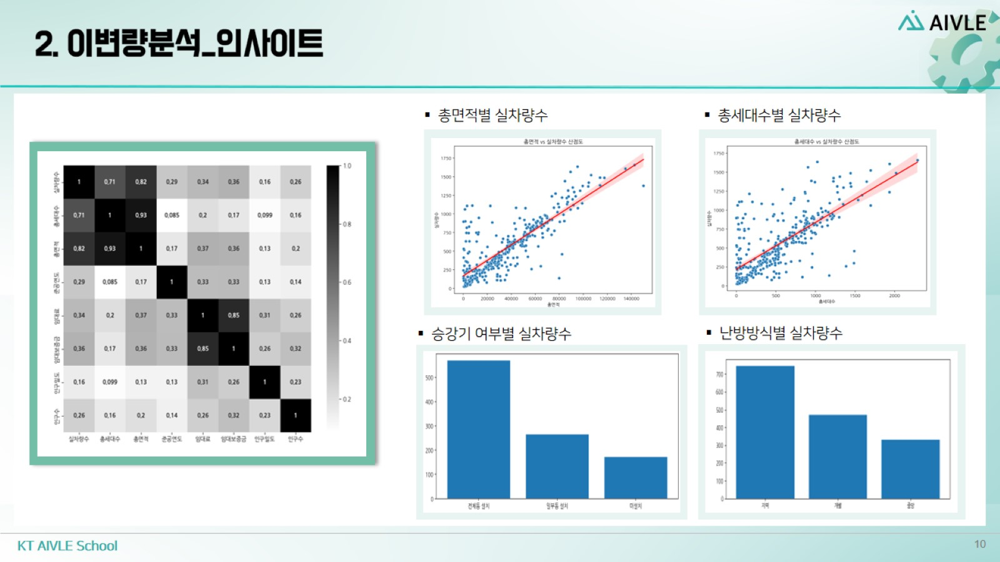 2. 이변량분석_인사이트
AIVLE
실차량수 1 0.71 0.82 0.29 0.34 0.36 0.16 0.26
총세대수 0.71 1 0.93 0.085 0.2 0.17 0.099 0.16
총면적 0.82 0.93 1 0.17 0.37 0.36 0.13 0.2
준공연도 0.29 0.085 0.17 1 0.33 0.33 0.13 0.14
임대료 0.34 0.2 0.37 0.33 1 0.85 0.31 0.26
임대보증금 0.36 0.17 0.36 0.33 0.85 1 0.26 0.32
인구밀도 0.16 0.099 0.13 0.13 0.31 0.26 1 0.23
인구수 0.26 0.16 0.2 0.14 0.26 0.32 0.23 1
실차량수 총세대수 총면적 준공연도 임대료 임대보증금 인구밀도 인구수
1.0
0.8
0.6
0.4
0.2
▪ 총면적별 실차량수
총면적 vs 실차량수 산점도
1750
1500
1250
1000
750
500
250
0
실차량수
0 20000 40000 60000 80000 100000 120000 140000
총면적
▪ 총세대수별 실차량수
총세대수 vs 실차량수 산점도
1750
1500
1250
1000
750
500
250
0
실차량수
0 500 1000 1500 2000
총세대수
▪ 승강기 여부별 실차량수
500
400
300
200
100
0
전체동 설치 일부동 설치 미설치
▪ 난방방식별 실차량수
700
600
500
400
300
200
100
0
지역 개별 중앙
KT AIVLE School
10